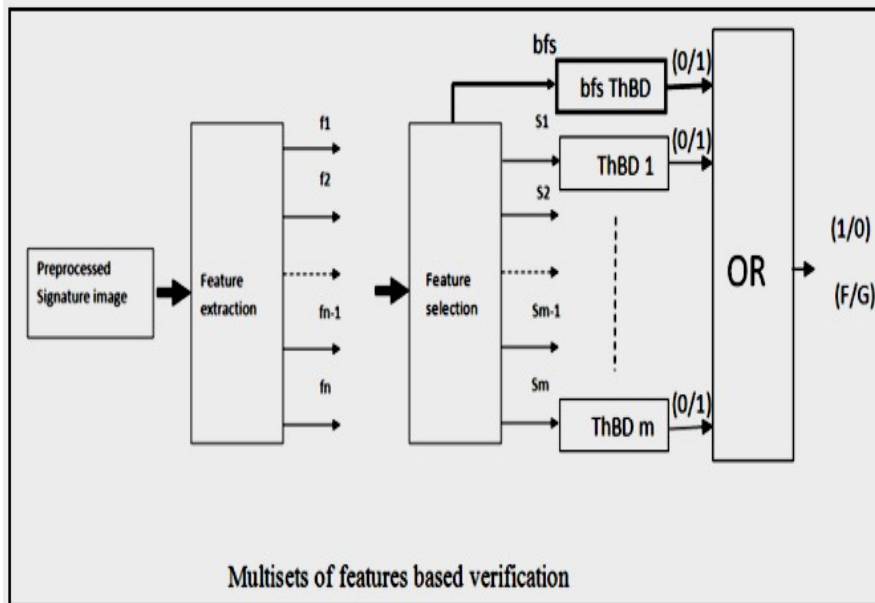 bfs
bfs ThBD
(0/1)
f1
f2
fn-1
fn
S1
S2
Sm-1
Sm
ThBD 1
(0/1)
ThBD m
(0/1)
Preprocessed
Signature image
Feature
extraction
Feature
selection
OR
(1/0)
(F/G)
Multisets of features based verification